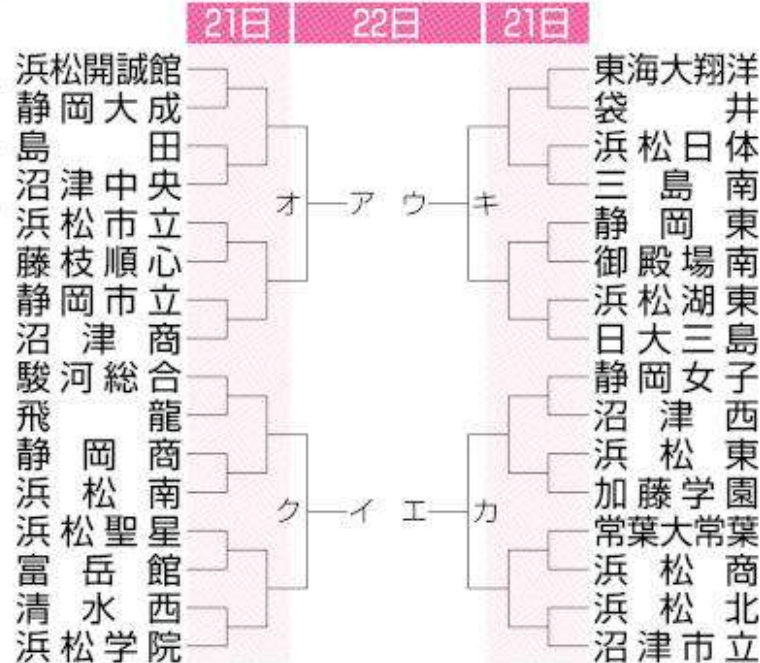 21日 22日 21日
浜松開誠館 東海大翔洋
静岡大成 袋井
島田 浜松日体
沼津中央 三島南
オ ア ウ キ
浜松市立 静岡東
藤枝順心 御殿場南
静岡市立 浜松湖東
沼津商 日大三島
駿河総合 静岡女子
飛龍 沼津西
静岡商 浜松東
浜松南 加藤学園
ク イ エ カ
浜松聖星 常葉大常葉
富岳館 浜松商
清水西 浜松北
浜松学院 沼津市立